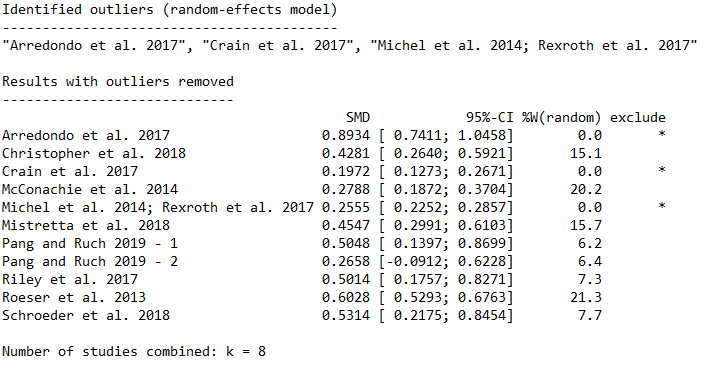 Identified outliers (random-effects model)
------------------------------------------
"Arredondo et al. 2017", "Crain et al. 2017", "Michel et al. 2014; Rexroth et al. 2017"
Results with outliers removed
-----------------------------
SMD 95%-CI %W(random) exclude
Arredondo et al. 2017 0.8934 [ 0.7411; 1.0458] 0.0 *
Christopher et al. 2018 0.4281 [ 0.2640; 0.5921] 15.1
Crain et al. 2017 0.1972 [ 0.1273; 0.2671] 0.0 *
McConachie et al. 2014 0.2788 [ 0.1872; 0.3704] 20.2
Michel et al. 2014; Rexroth et al. 2017 0.2555 [ 0.2252; 0.2857] 0.0 *
Mistretta et al. 2018 0.4547 [ 0.2991; 0.6103] 15.7
Pang and Ruch 2019 - 1 0.5048 [ 0.1397; 0.8699] 6.2
Pang and Ruch 2019 - 2 0.2658 [-0.0912; 0.6228] 6.4
Riley et al. 2017 0.5014 [ 0.1757; 0.8271] 7.3
Roeser et al. 2013 0.6028 [ 0.5293; 0.6763] 21.3
Schroeder et al. 2018 0.5314 [ 0.2175; 0.8454] 7.7
Number of studies combined: k = 8